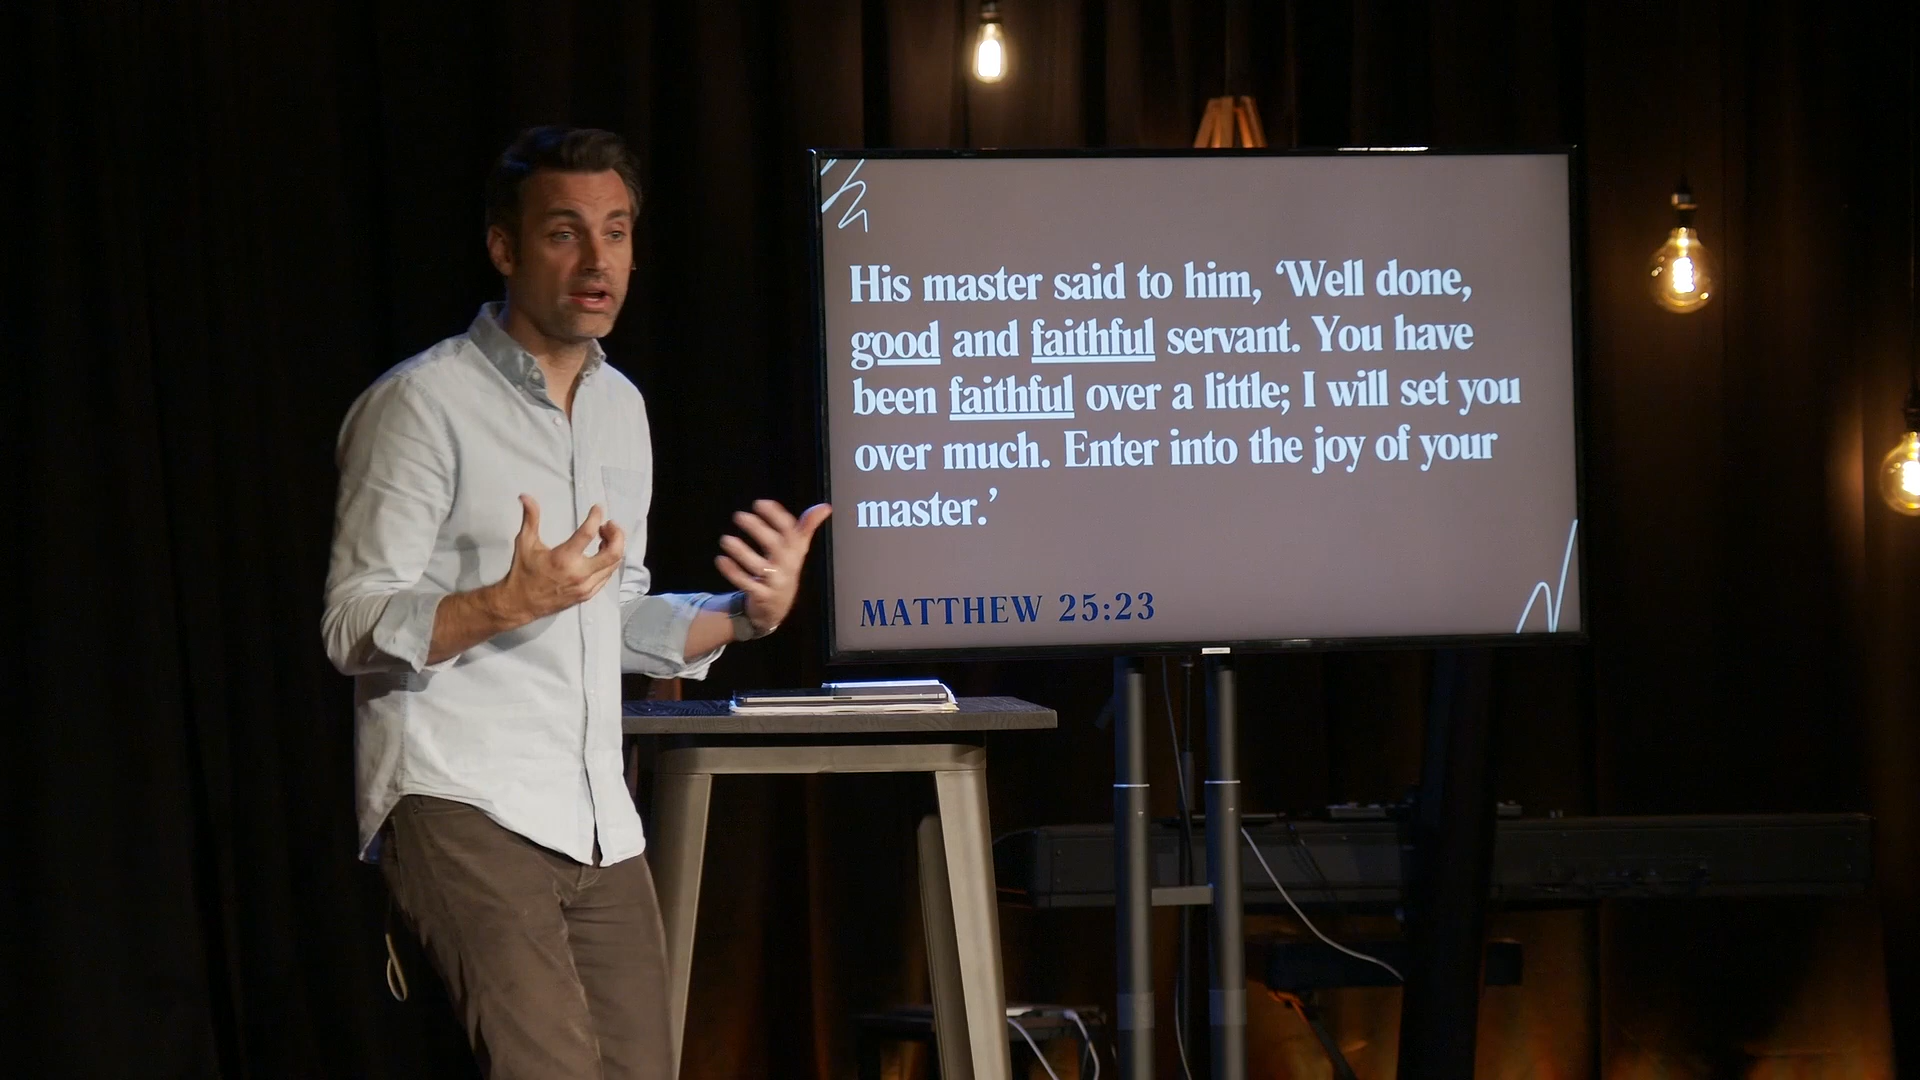 His master said to him, ‘Well done,
good and faithful servant. You have
been faithful over a little; I will set you
over much. Enter into the joy of your
master.’
MATTHEW 25:23